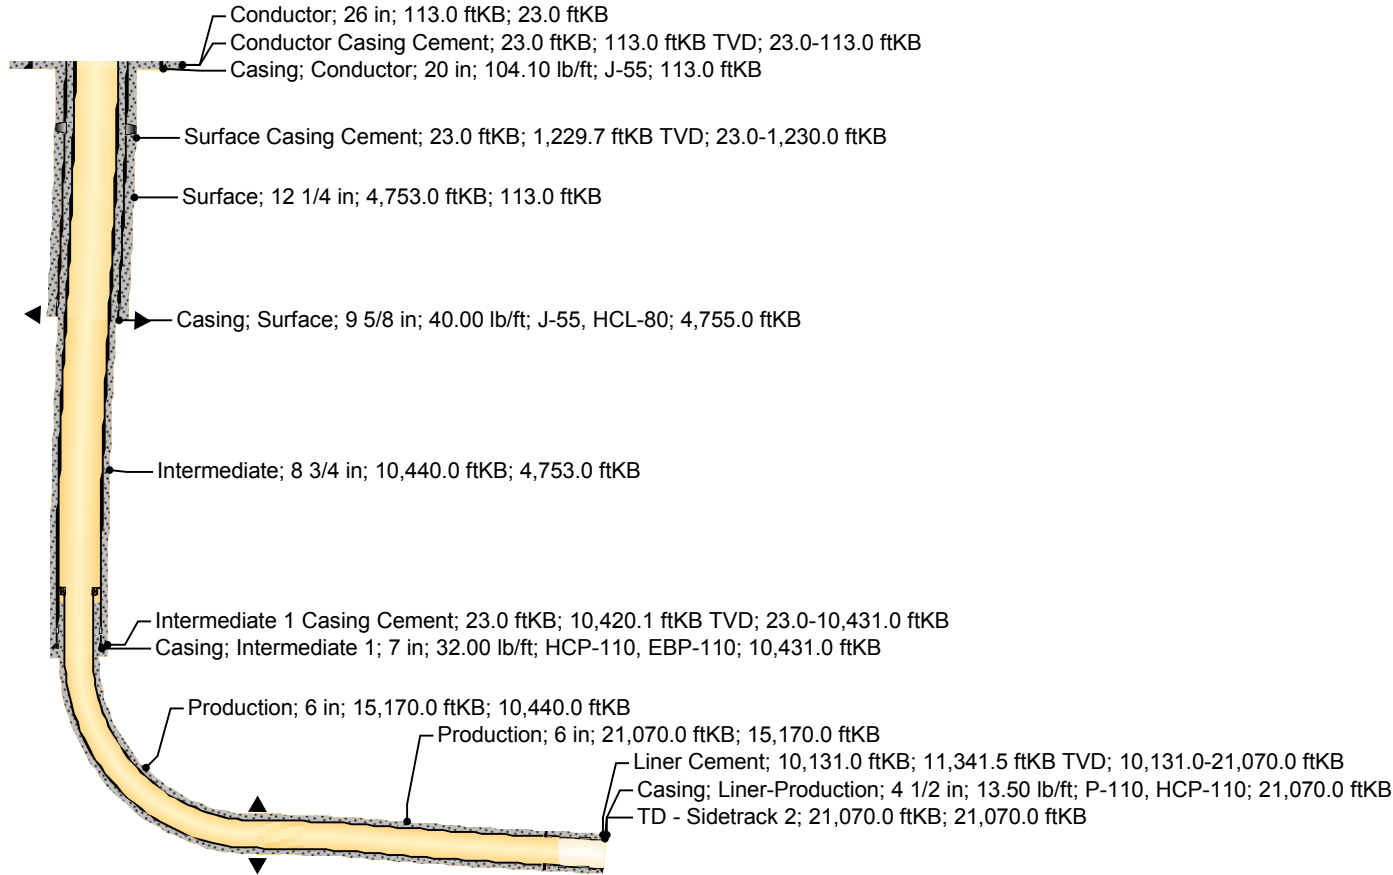 Conductor; 26 in; 113.0 ftKB; 23.0 ftKB
Conductor Casing Cement; 23.0 ftKB; 113.0 ftKB TVD; 23.0-113.0 ftKB
Casing; Conductor; 20 in; 104.10 lb/ft; J-55; 113.0 ftKB
Surface Casing Cement; 23.0 ftKB; 1,229.7 ftKB TVD; 23.0-1,230.0 ftKB
Surface; 12 1/4 in; 4,753.0 ftKB; 113.0 ftKB
Casing; Surface; 9 5/8 in; 40.00 lb/ft; J-55, HCL-80; 4,755.0 ftKB
Intermediate; 8 3/4 in; 10,440.0 ftKB; 4,753.0 ftKB
Intermediate 1 Casing Cement; 23.0 ftKB; 10,420.1 ftKB TVD; 23.0-10,431.0 ftKB
Casing; Intermediate 1; 7 in; 32.00 lb/ft; HCP-110, EBP-110; 10,431.0 ftKB
Production; 6 in; 15,170.0 ftKB; 10,440.0 ftKB
Production; 6 in; 21,070.0 ftKB; 15,170.0 ftKB
Liner Cement; 10,131.0 ftKB; 11,341.5 ftKB TVD; 10,131.0-21,070.0 ftKB
Casing; Liner-Production; 4 1/2 in; 13.50 lb/ft; P-110, HCP-110; 21,070.0 ftKB
TD - Sidetrack 2; 21,070.0 ftKB; 21,070.0 ftKB